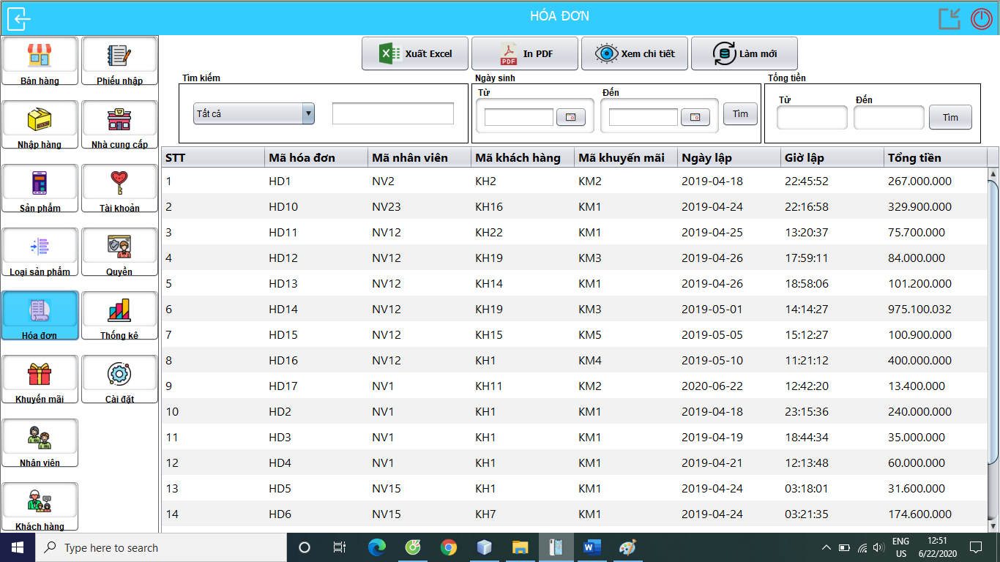 HÓA ĐƠN
Bán hàng
Phiếu nhập
Nhập hàng
Nhà cung cấp
Sản phẩm
Tài khoản
Loại sản phẩm
Quyền
Hóa đơn
Thống kê
Khuyến mãi
Cài đặt
Nhân viên
Khách hàng
Xuất Excel
PDF
In PDF
Xem chi tiết
Làm mới
Tìm kiếm
Tất cả
Ngày sinh
Từ
Đến
Tìm
Tổng tiền
Từ
Đến
Tìm
STT Mã hóa đơn Mã nhân viên Mã khách hàng Mã khuyến mãi Ngày lập Giờ lập Tổng tiền
1 HD1 NV2 KH2 KM2 2019-04-18 22:45:52 267.000.000
2 HD10 NV23 KH16 KM1 2019-04-24 22:16:58 329.900.000
3 HD11 NV12 KH22 KM1 2019-04-25 13:20:37 75.700.000
4 HD12 NV12 KH19 KM3 2019-04-26 17:59:11 84.000.000
5 HD13 NV12 KH14 KM1 2019-04-26 18:58:06 101.200.000
6 HD14 NV12 KH19 KM3 2019-05-01 14:14:27 975.100.032
7 HD15 NV12 KH15 KM5 2019-05-05 15:12:27 100.900.000
8 HD16 NV12 KH1 KM4 2019-05-10 11:21:12 400.000.000
9 HD17 NV1 KH11 KM2 2020-06-22 12:42:20 13.400.000
10 HD2 NV1 KH1 KM1 2019-04-18 23:15:36 240.000.000
11 HD3 NV1 KH1 KM1 2019-04-19 18:44:34 35.000.000
12 HD4 NV1 KH1 KM1 2019-04-21 12:13:48 60.000.000
13 HD5 NV15 KH1 KM1 2019-04-24 03:18:01 31.600.000
14 HD6 NV15 KH7 KM1 2019-04-24 03:21:35 174.600.000
Type here to search
ENG
US
12:51
6/22/2020